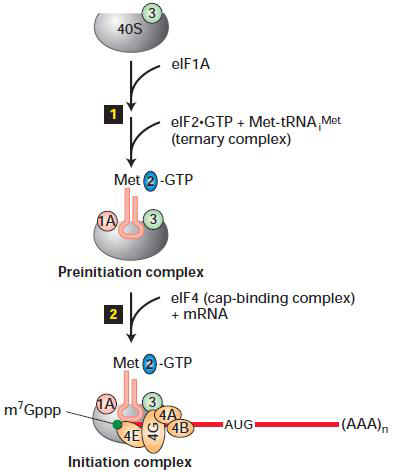 3
40S
eIF1A
1
eIF2•GTP + Met-tRNAiMet
(ternary complex)
Met 2 -GTP
1A
3
Preinitiation complex
eIF4 (cap-binding complex)
2
+ mRNA
Met 2 -GTP
1A
3
4A
m7Gppp
4E
4G
4B
AUG
(AAA)n
Initiation complex